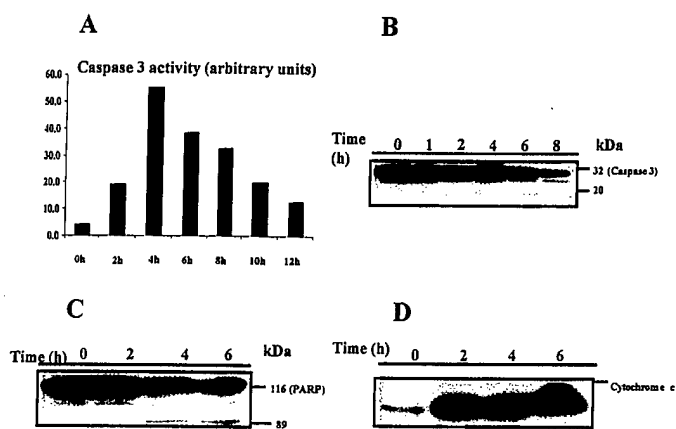 A
Caspase 3 activity (arbitrary units)
60.0
50.0
40.0
30.0
20.0
10.0
0.0
0h 2h 4h 6h 8h 10h 12h
B
Time (h) 0 1 2 4 6 8 kDa
32 (Caspase 3)
20
C
Time (h) 0 2 4 6 kDa
116 (PARP)
89
D
Time (h) 0 2 4 6
Cytochrome c